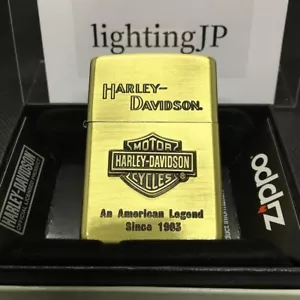 lightingJP
HARLEY-
DAVIDSON.
MOTOR
HARLEY-DAVIDSON
CYCLES ®
An American Legend
Since 1903
HARLEY-DAVIDSON
zippo